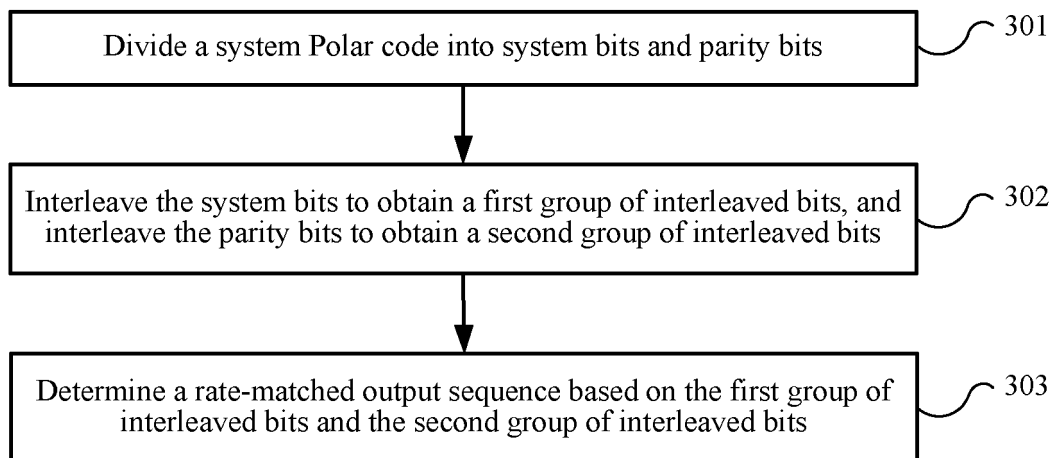 Divide a system Polar code into system bits and parity bits
301
Interleave the system bits to obtain a first group of interleaved bits, and
interleave the parity bits to obtain a second group of interleaved bits
302
Determine a rate-matched output sequence based on the first group of
interleaved bits and the second group of interleaved bits
303